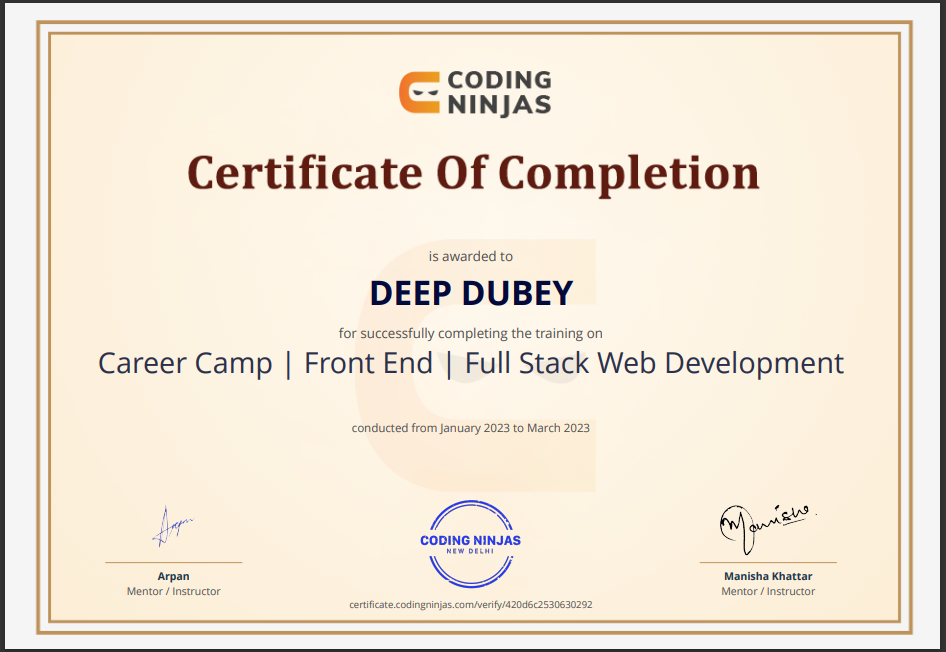 CODING
NINJAS
Certificate Of Completion
is awarded to
DEEP DUBEY
for successfully completing the training on
Career Camp | Front End | Full Stack Web Development
conducted from January 2023 to March 2023
Arpan
Manisha
CODING NINJAS
NEW DELHI
Arpan
Mentor / Instructor
Manisha Khattar
Mentor / Instructor
certificate.codingninjas.com/verify/420d6c2530630292